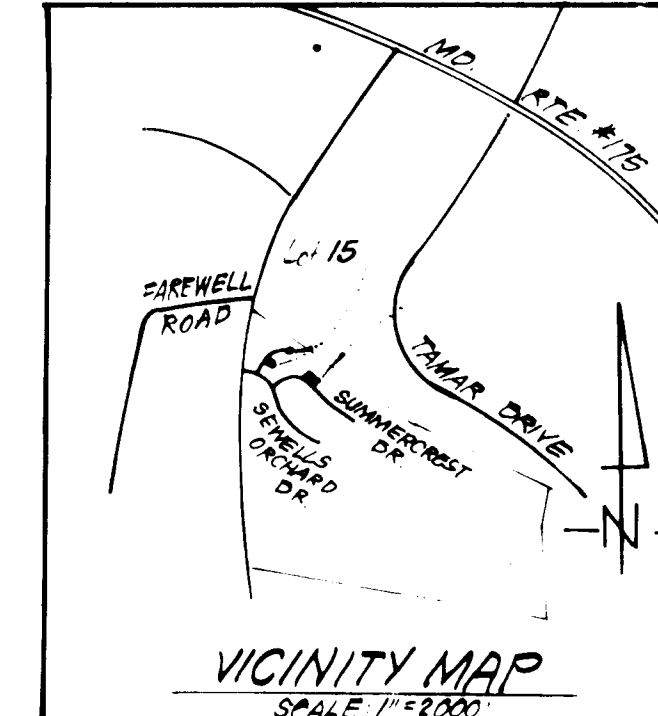 MD.
RTE. #175
Lot 15
FAREWELL
ROAD
TAMAR DRIVE
SUMMERCREST
DR.
SEWELLS
ORCHARD
DR.
N
VICINITY MAP
SCALE: 1" = 2000'